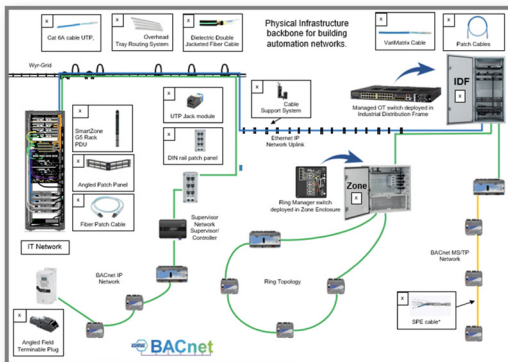 Physical Infrastructure
backbone for building
automation networks.
x
Cat 6A cable UTP,
x
Overhead
Tray Routing System
x
Dielectric Double
Jacketed Fiber Cable
x
VariMatrix Cable
x
Patch Cables
Wyr-Grid
IDF
x
Managed OT switch deployed in
Industrial Distribution Frame
x
Cable
Support System
x
UTP Jack module
x
DIN rail patch panel
Ethernet IP
Network Uplink
x
SmartZone
G5 Rack
PDU
x
Angled Patch Panel
x
Fiber Patch Cable
IT Network
Zone
x
Ring Manager switch
deployed in Zone Enclosure
Supervisor
Network
Supervisor/
Controller
BACnet IP
Network
Ring Topology
BACnet MS/TP
Network
x
SPE cable*
x
Angled Field
Terminable Plug
BACnet